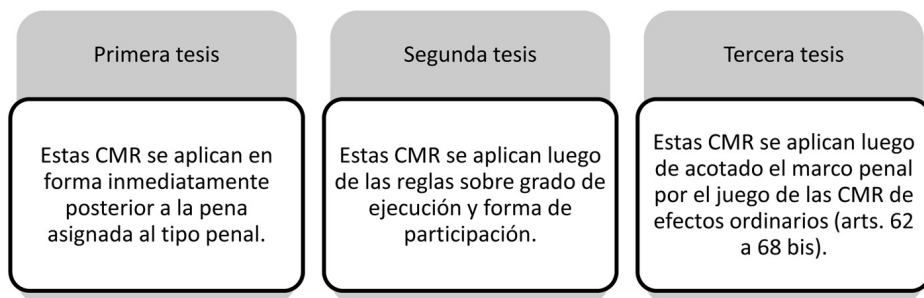 Primera tesis
Estas CMR se aplican en
forma inmediatamente
posterior a la pena
asignada al tipo penal.
Segunda tesis
Estas CMR se aplican luego
de las reglas sobre grado de
ejecución y forma de
participación.
Tercera tesis
Estas CMR se aplican luego
de acotado el marco penal
por el juego de las CMR de
efectos ordinarios (arts. 62
a 68 bis).